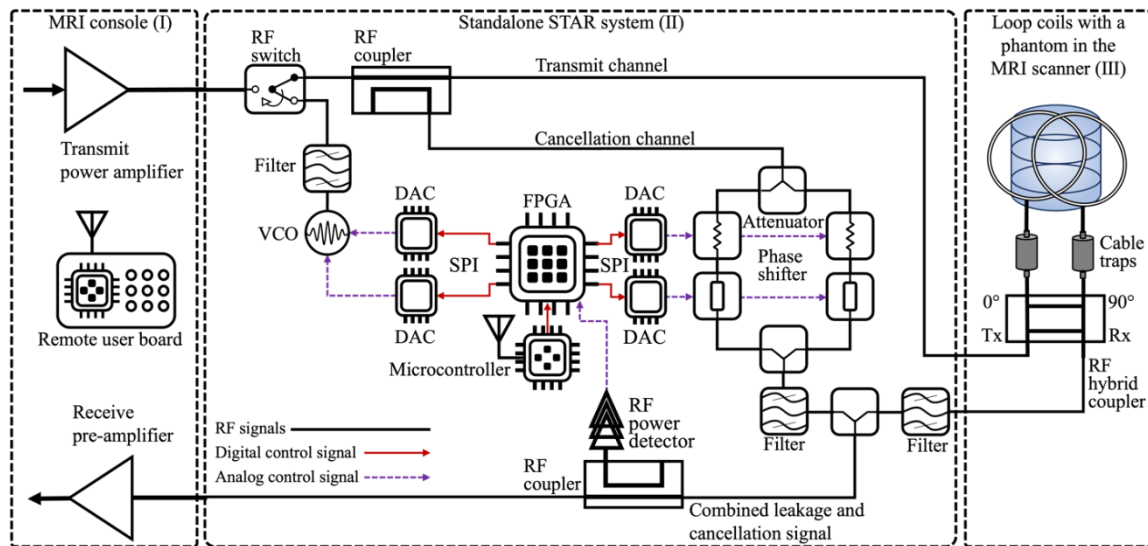 MRI console (I)
Standalone STAR system (II)
Loop coils with a
phantom in the
MRI scanner (III)
RF
switch
RF
coupler
Transmit channel
Cancellation channel
Transmit
power amplifier
Filter
DAC
FPGA
DAC
Attenuator
VCO
SPI
SPI
Phase
shifter
Cable
traps
DAC
DAC
0°
90°
Tx
Rx
Remote user board
Microcontroller
RF
hybrid
coupler
Receive
pre-amplifier
RF
power
detector
Filter
Filter
RF signals
Digital control signal
Analog control signal
RF
coupler
Combined leakage and
cancellation signal